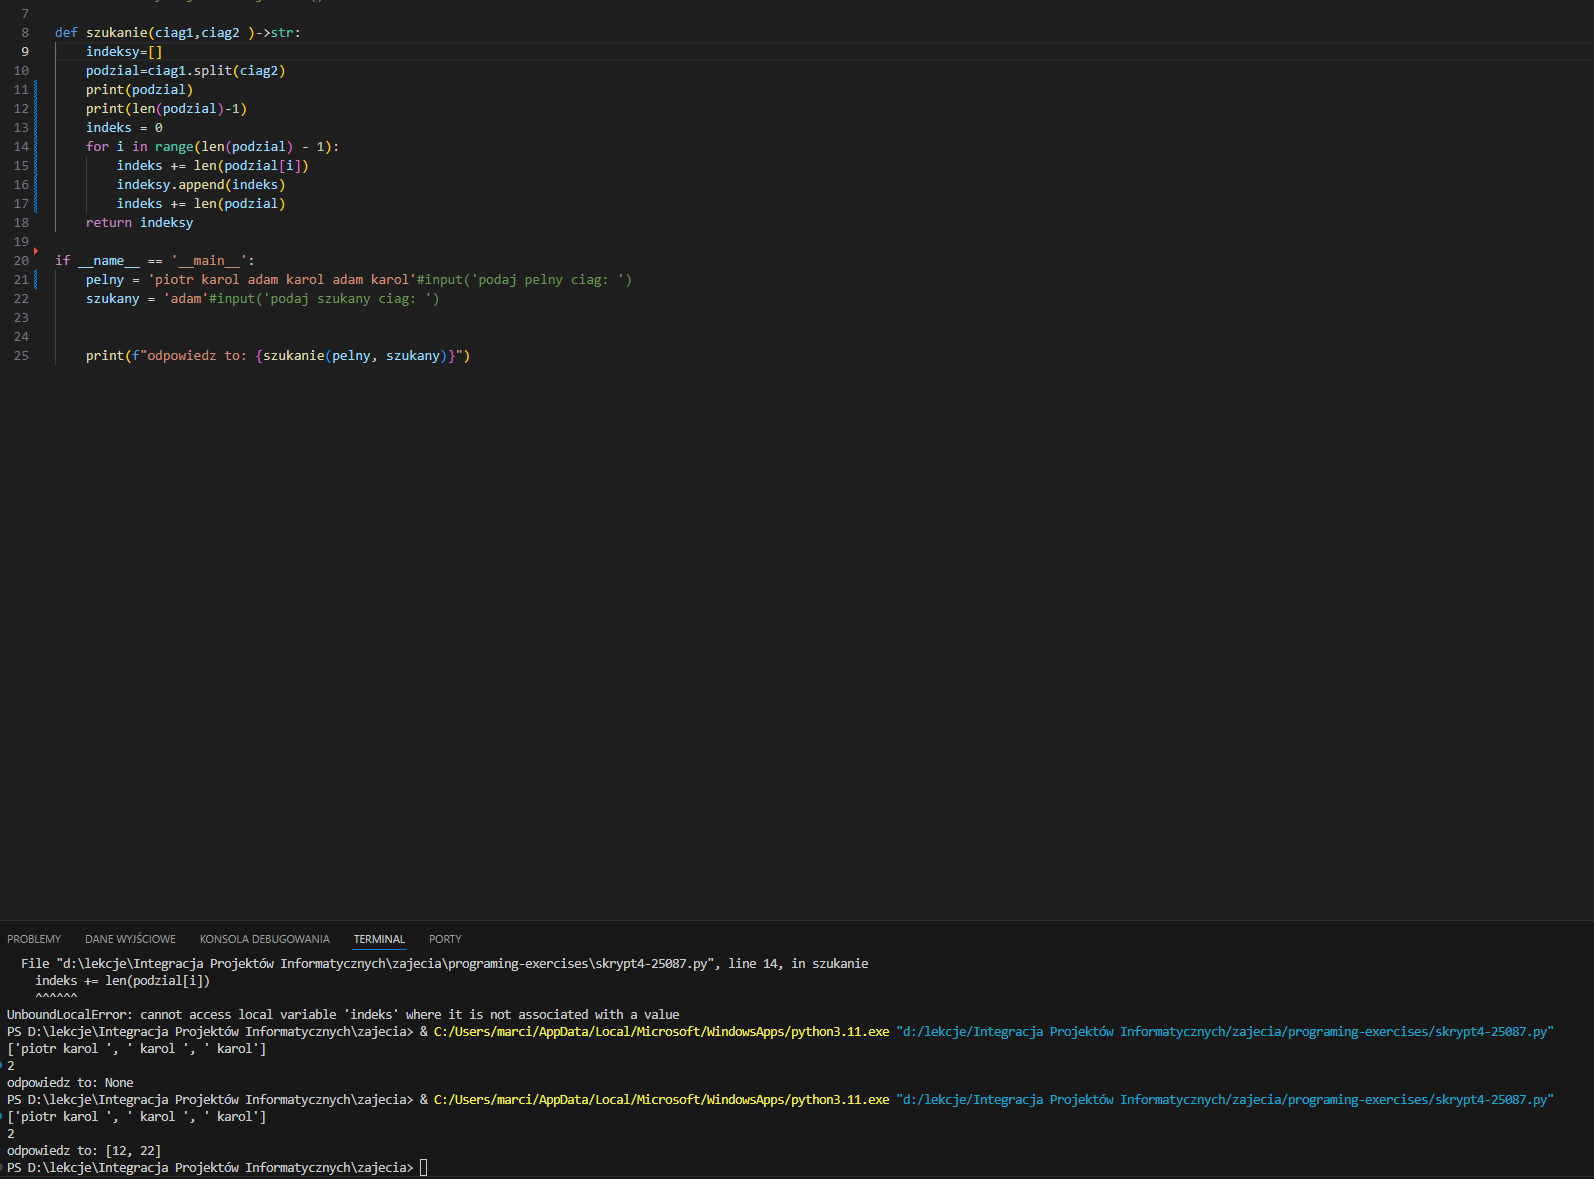 7
8 def szukanie(ciag1,ciag2 )->str:
9     indeksy=[]
10     podzial=ciag1.split(ciag2)
11     print(podzial)
12     print(len(podzial)-1)
13     indeks = 0
14     for i in range(len(podzial) - 1):
15         indeks += len(podzial[i])
16         indeksy.append(indeks)
17         indeks += len(podzial)
18     return indeksy
19
20 if __name__ == '__main__':
21     pelny = 'piotr karol adam karol adam karol'#input('podaj pelny ciag: ')
22     szukany = 'adam'#input('podaj szukany ciag: ')
23
24
25     print(f"odpowiedz to: {szukanie(pelny, szukany)}")
PROBLEMY DANE WYJŚCIOWE KONSOLA DEBUGOWANIA TERMINAL PORTY
  File "d:\lekcje\Integracja Projektów Informatycznych\zajecia\programing-exercises\skrypt4-25087.py", line 14, in szukanie
    indeks += len(podzial[i])
    ^^^^^^
UnboundLocalError: cannot access local variable 'indeks' where it is not associated with a value
PS D:\lekcje\Integracja Projektów Informatycznych\zajecia> & C:/Users/marci/AppData/Local/Microsoft/WindowsApps/python3.11.exe "d:/lekcje/Integracja Projektów Informatycznych/zajecia/programing-exercises/skrypt4-25087.py"
['piotr karol ', ' karol ', ' karol']
2
odpowiedz to: None
PS D:\lekcje\Integracja Projektów Informatycznych\zajecia> & C:/Users/marci/AppData/Local/Microsoft/WindowsApps/python3.11.exe "d:/lekcje/Integracja Projektów Informatycznych/zajecia/programing-exercises/skrypt4-25087.py"
['piotr karol ', ' karol ', ' karol']
2
odpowiedz to: [12, 22]
PS D:\lekcje\Integracja Projektów Informatycznych\zajecia>